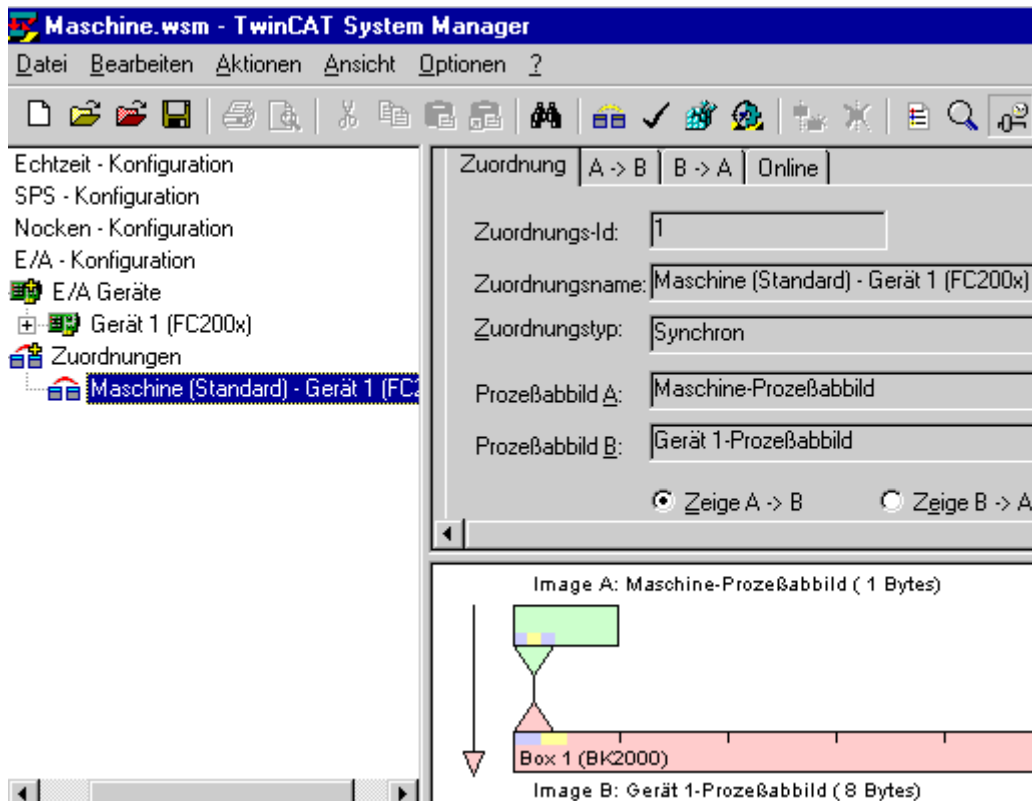 Maschine.wsm - TwinCAT System Manager
Datei Bearbeiten Aktionen Ansicht Optionen ?
Echtzeit - Konfiguration
SPS - Konfiguration
Nocken - Konfiguration
E/A - Konfiguration
E/A Geräte
Gerät 1 (FC200x)
Zuordnungen
Maschine (Standard) - Gerät 1 (FC2
Zuordnung A -> B B -> A Online
Zuordnungs-Id: 1
Zuordnungsname: Maschine (Standard) - Gerät 1 (FC200x)
Zuordnungstyp: Synchron
Prozeßabbild A: Maschine-Prozeßabbild
Prozeßabbild B: Gerät 1-Prozeßabbild
Zeige A -> B Zeige B -> A
Image A: Maschine-Prozeßabbild ( 1 Bytes)
Box 1 (BK2000)
Image B: Gerät 1-Prozeßabbild ( 8 Bytes)